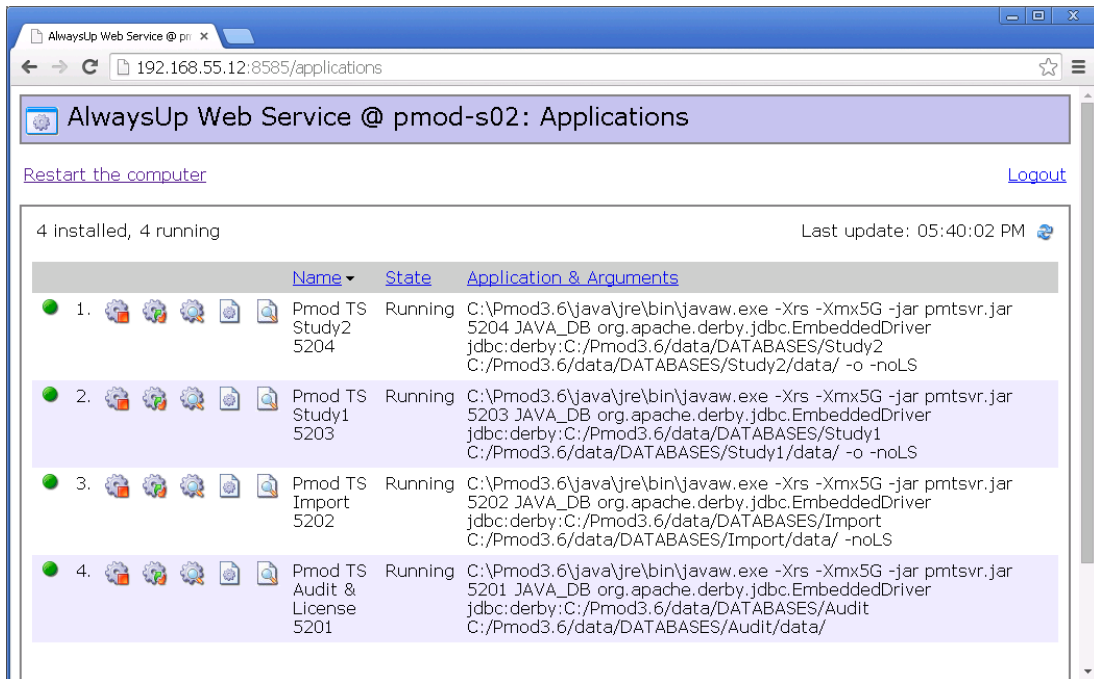 AlwaysUp Web Service @ pm
192.168.55.12:8585/applications
AlwaysUp Web Service @ pmod-s02: Applications
Restart the computer Logout
4 installed, 4 running Last update: 05:40:02 PM
Name State Application & Arguments
1. Pmod TS Running C:\Pmod3.6\java\jre\bin\javaw.exe -Xrs -Xmx5G -jar pmtsvr.jar
Study2 5204 JAVA_DB org.apache.derby.jdbc.EmbeddedDriver
5204 jdbc:derby:C:/Pmod3.6/data/DATABASES/Study2
C:/Pmod3.6/data/DATABASES/Study2/data/ -o -noLS
2. Pmod TS Running C:\Pmod3.6\java\jre\bin\javaw.exe -Xrs -Xmx5G -jar pmtsvr.jar
Study1 5203 JAVA_DB org.apache.derby.jdbc.EmbeddedDriver
5203 jdbc:derby:C:/Pmod3.6/data/DATABASES/Study1
C:/Pmod3.6/data/DATABASES/Study1/data/ -o -noLS
3. Pmod TS Running C:\Pmod3.6\java\jre\bin\javaw.exe -Xrs -Xmx5G -jar pmtsvr.jar
Import 5202 JAVA_DB org.apache.derby.jdbc.EmbeddedDriver
5202 jdbc:derby:C:/Pmod3.6/data/DATABASES/Import
C:/Pmod3.6/data/DATABASES/Import/data/ -noLS
4. Pmod TS Running C:\Pmod3.6\java\jre\bin\javaw.exe -Xrs -Xmx5G -jar pmtsvr.jar
Audit & 5201 JAVA_DB org.apache.derby.jdbc.EmbeddedDriver
License jdbc:derby:C:/Pmod3.6/data/DATABASES/Audit
5201 C:/Pmod3.6/data/DATABASES/Audit/data/